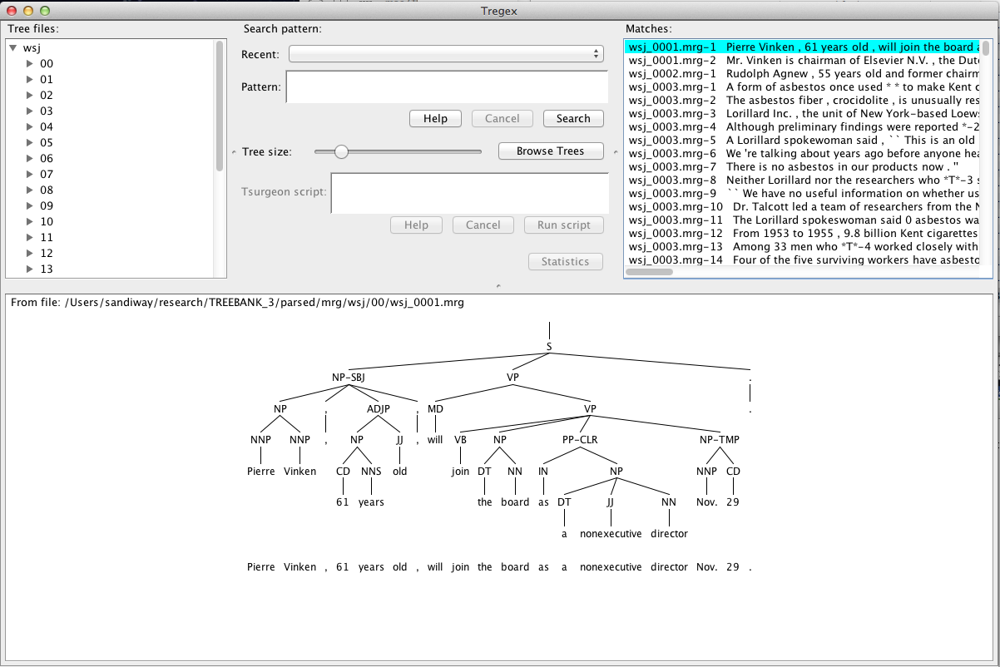 Tregex
Tree files:
wsj
00
01
02
03
04
05
06
07
08
09
10
11
12
13
Search pattern:
Recent:
Pattern:
Help Cancel Search
Tree size: Browse Trees
Tsurgeon script:
Help Cancel Run script
Statistics
Matches:
wsj_0001.mrg-1 Pierre Vinken , 61 years old , will join the board a
wsj_0001.mrg-2 Mr. Vinken is chairman of Elsevier N.V. , the Dut
wsj_0002.mrg-1 Rudolph Agnew , 55 years old and former chairm
wsj_0003.mrg-1 A form of asbestos once used * * to make Kent c
wsj_0003.mrg-2 The asbestos fiber , crocidolite , is unusually res
wsj_0003.mrg-3 Lorillard Inc. , the unit of New York-based Loews
wsj_0003.mrg-4 Although preliminary findings were reported *-2
wsj_0003.mrg-5 A Lorillard spokewoman said , `` This is an old
wsj_0003.mrg-6 We 're talking about years ago before anyone hea
wsj_0003.mrg-7 There is no asbestos in our products now . ''
wsj_0003.mrg-8 Neither Lorillard nor the researchers who *T*-3 s
wsj_0003.mrg-9 `` We have no useful information on whether us
wsj_0003.mrg-10 Dr. Talcott led a team of researchers from the N
wsj_0003.mrg-11 The Lorillard spokeswoman said 0 asbestos wa
wsj_0003.mrg-12 From 1953 to 1955 , 9.8 billion Kent cigarettes
wsj_0003.mrg-13 Among 33 men who *T*-4 worked closely with
wsj_0003.mrg-14 Four of the five surviving workers have asbesto
From file: /Users/sandiway/research/TREEBANK_3/parsed/mrg/wsj/00/wsj_0001.mrg
S
NP-SBJ VP .
NP , ADJP , MD VP .
NNP NNP , NP JJ , will VB NP PP-CLR NP-TMP
Pierre Vinken CD NNS old join DT NN IN NP NNP CD
61 years the board as DT JJ NN Nov. 29
a nonexecutive director
Pierre Vinken , 61 years old , will join the board as a nonexecutive director Nov. 29 .